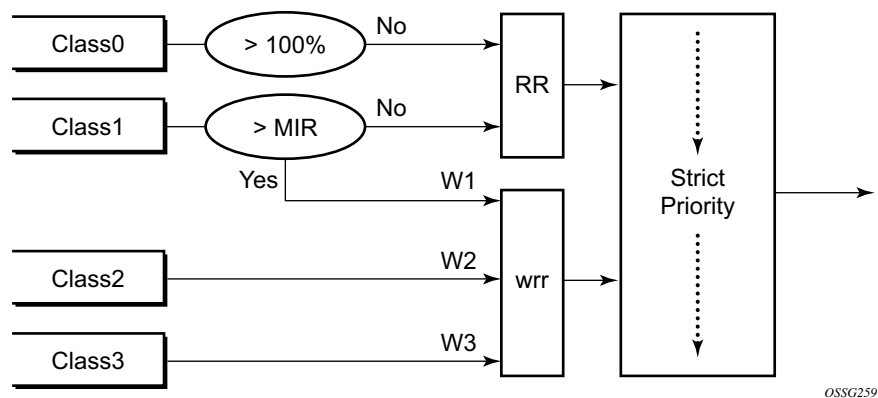 Class0
> 100%
No
RR
Class1
> MIR
No
Yes
W1
Strict
Priority
Class2
W2
wrr
Class3
W3
OSSG259